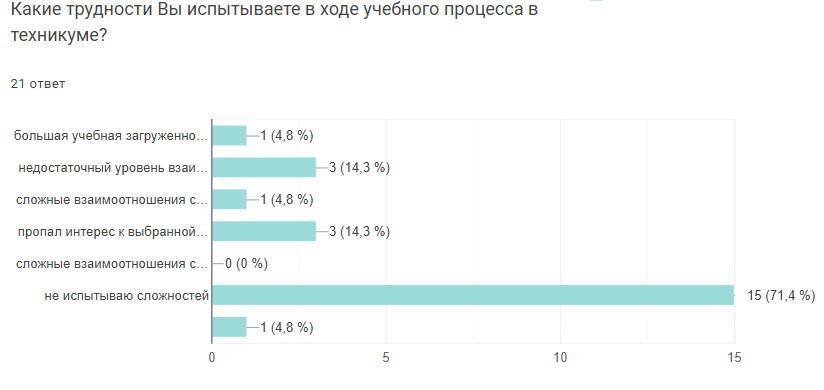 Какие трудности Вы испытываете в ходе учебного процесса в
техникуме?
21 ответ
большая учебная загруженно...
1 (4,8 %)
недостаточный уровень взаи...
3 (14,3 %)
сложные взаимоотношения с...
1 (4,8 %)
пропал интерес к выбранной...
3 (14,3 %)
сложные взаимоотношения с...
0 (0 %)
не испытываю сложностей
15 (71,4 %)
1 (4,8 %)
0 5 10 15